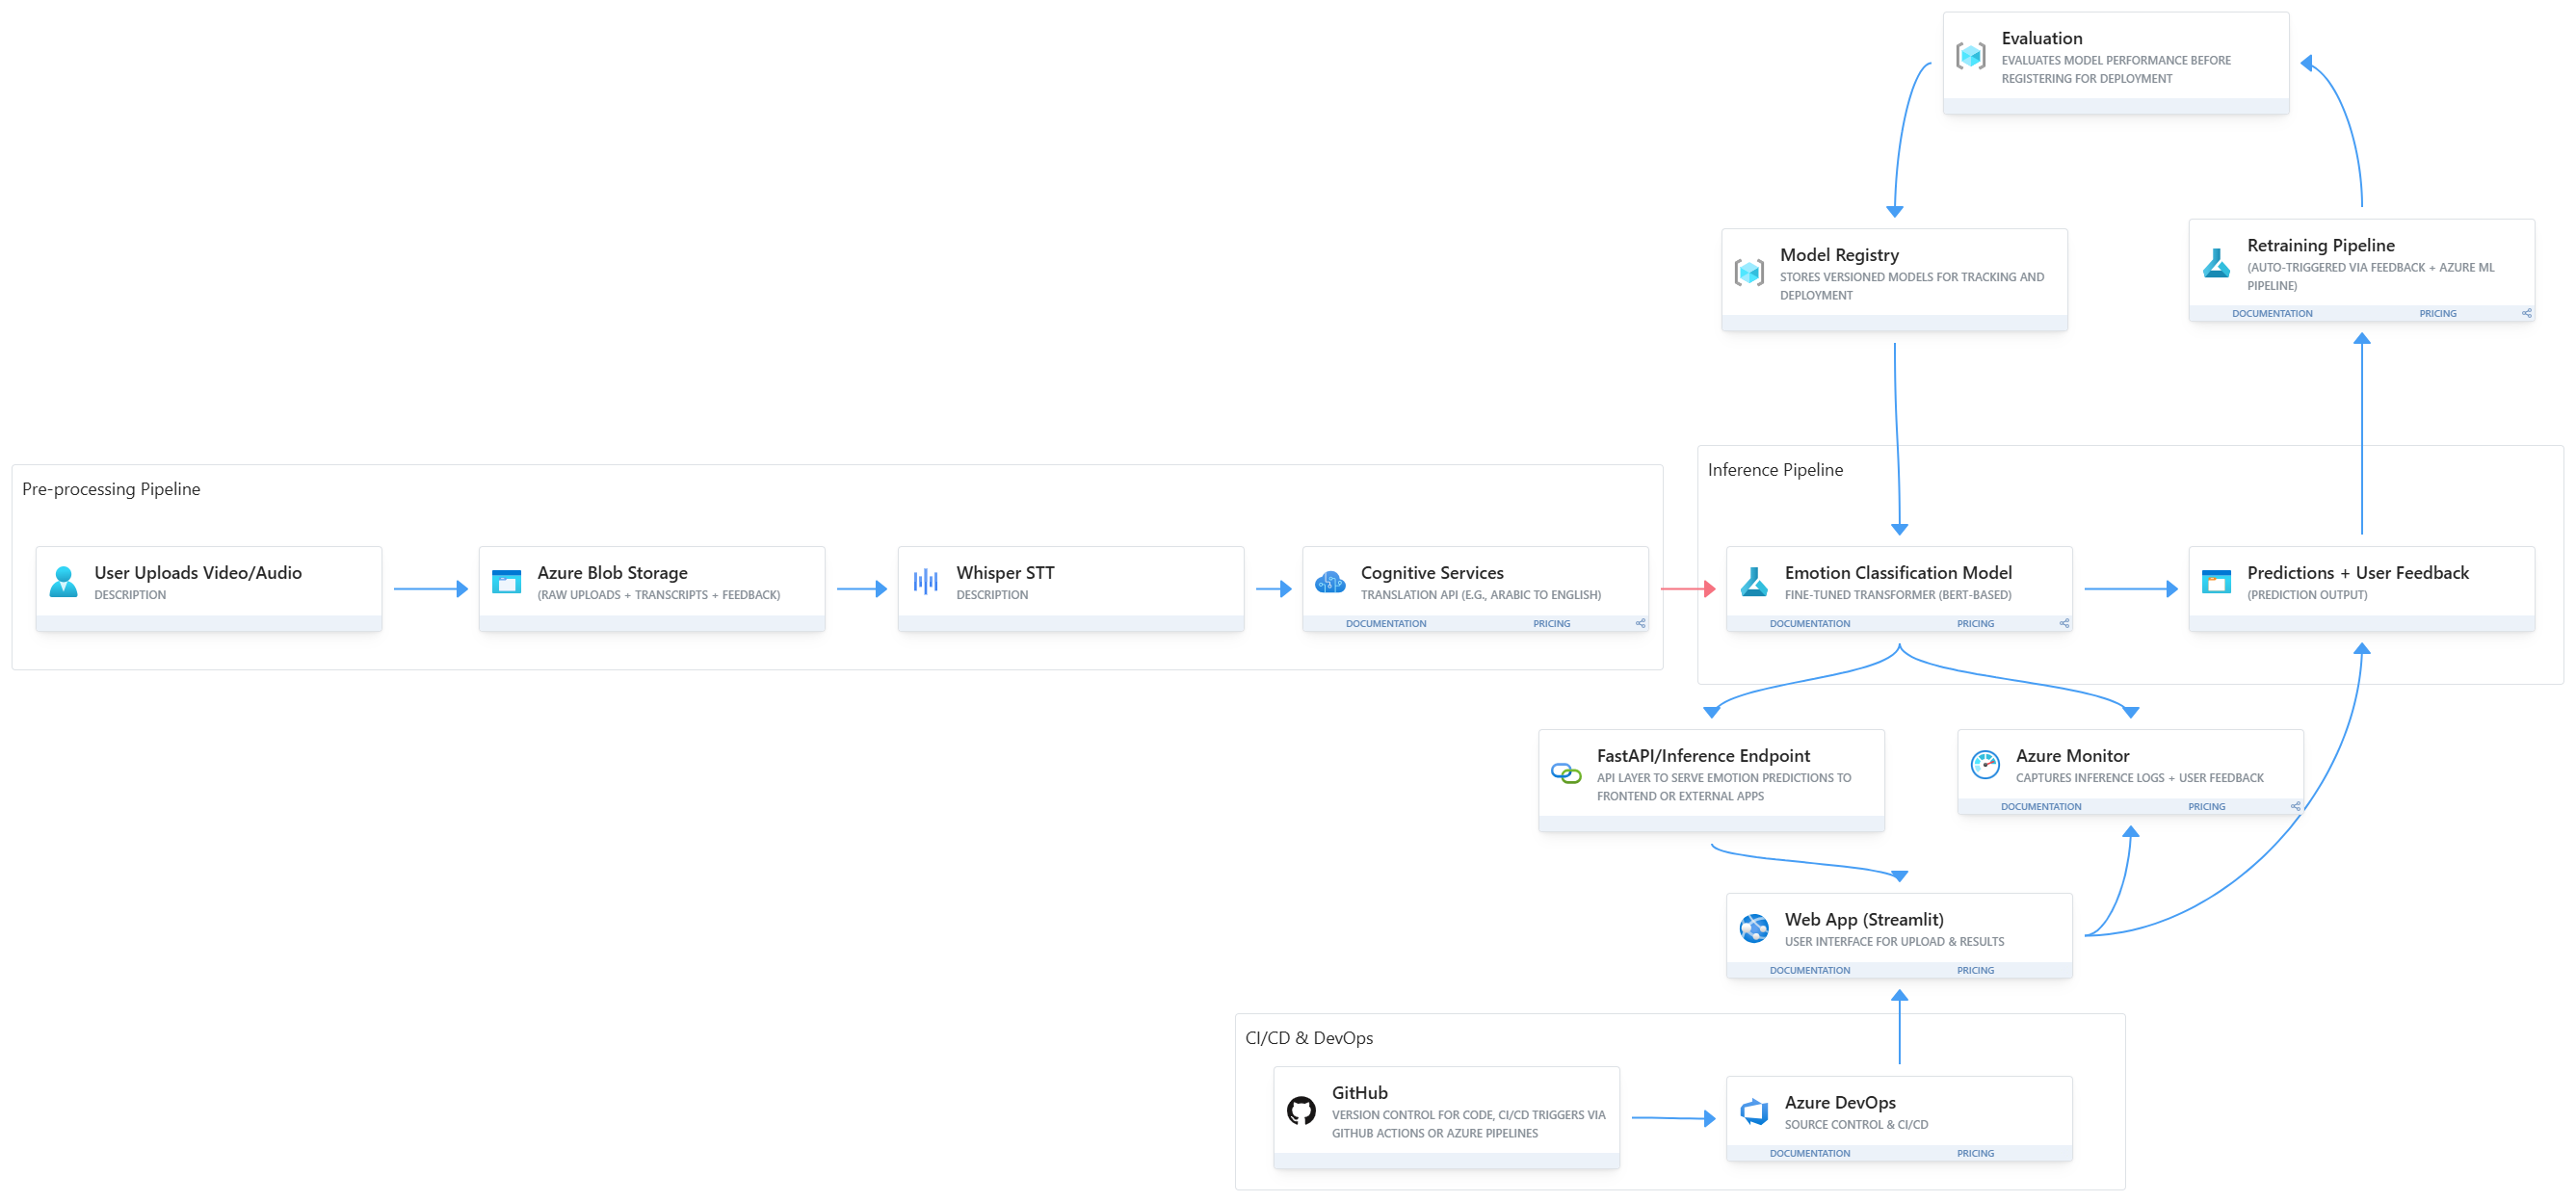 Evaluation
EVALUATES MODEL PERFORMANCE BEFORE
REGISTERING FOR DEPLOYMENT
Model Registry
STORES VERSIONED MODELS FOR TRACKING AND
DEPLOYMENT
Retraining Pipeline
(AUTO-TRIGGERED VIA FEEDBACK + AZURE ML
PIPELINE)
DOCUMENTATION PRICING
Pre-processing Pipeline
User Uploads Video/Audio
DESCRIPTION
Azure Blob Storage
(RAW UPLOADS + TRANSCRIPTS + FEEDBACK)
Whisper STT
DESCRIPTION
Cognitive Services
TRANSLATION API (E.G., ARABIC TO ENGLISH)
DOCUMENTATION PRICING
Inference Pipeline
Emotion Classification Model
FINE-TUNED TRANSFORMER (BERT-BASED)
DOCUMENTATION PRICING
Predictions + User Feedback
(PREDICTION OUTPUT)
FastAPI/Inference Endpoint
API LAYER TO SERVE EMOTION PREDICTIONS TO
FRONTEND OR EXTERNAL APPS
Azure Monitor
CAPTURES INFERENCE LOGS + USER FEEDBACK
DOCUMENTATION PRICING
Web App (Streamlit)
USER INTERFACE FOR UPLOAD & RESULTS
DOCUMENTATION PRICING
CI/CD & DevOps
GitHub
VERSION CONTROL FOR CODE, CI/CD TRIGGERS VIA
GITHUB ACTIONS OR AZURE PIPELINES
Azure DevOps
SOURCE CONTROL & CI/CD
DOCUMENTATION PRICING